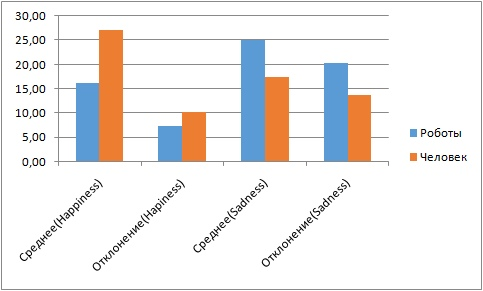 30,00
25,00
20,00
15,00
10,00
5,00
0,00
Среднее(Happiness)
Отклонение(Hapiness)
Среднее(Sadness)
Отклонение(Sadness)
Роботы
Человек